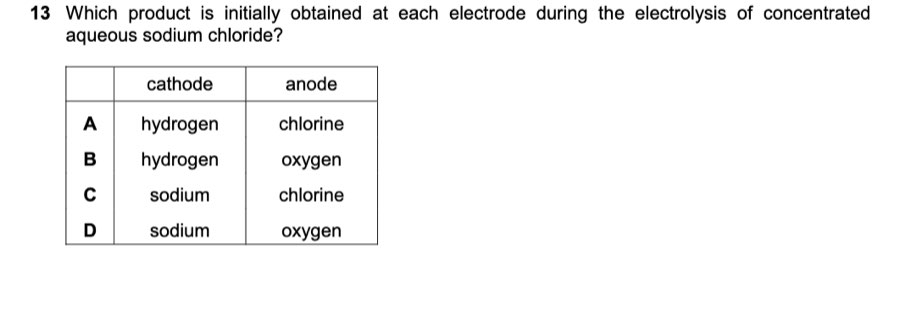 13 Which product is initially obtained at each electrode during the electrolysis of concentrated
aqueous sodium chloride?
cathode anode
A hydrogen chlorine
B hydrogen oxygen
C sodium chlorine
D sodium oxygen